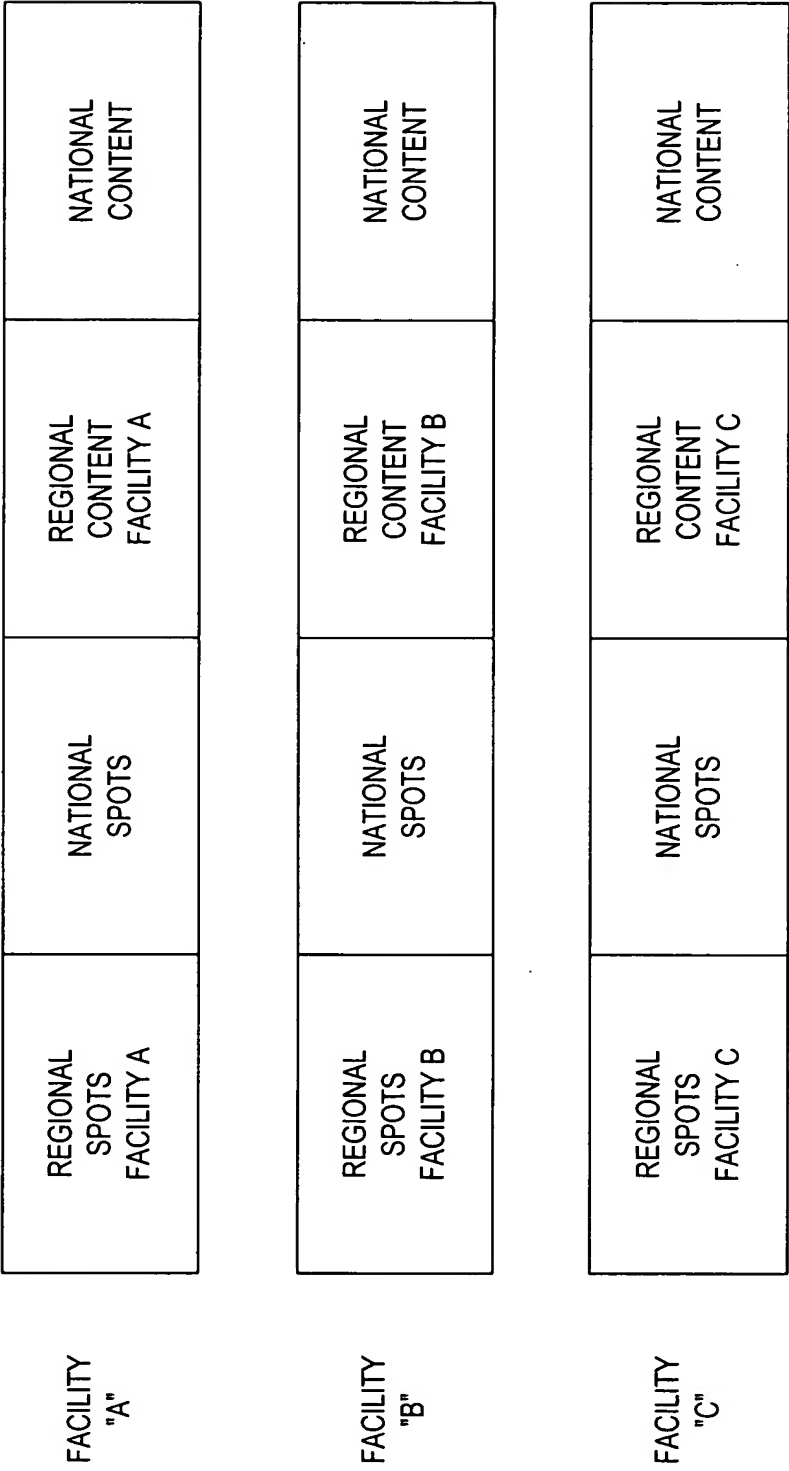 FACILITY
"A"
REGIONAL
SPOTS
FACILITY A
NATIONAL
SPOTS
REGIONAL
CONTENT
FACILITY A
NATIONAL
CONTENT
FACILITY
"B"
REGIONAL
SPOTS
FACILITY B
NATIONAL
SPOTS
REGIONAL
CONTENT
FACILITY B
NATIONAL
CONTENT
FACILITY
"C"
REGIONAL
SPOTS
FACILITY C
NATIONAL
SPOTS
REGIONAL
CONTENT
FACILITY C
NATIONAL
CONTENT